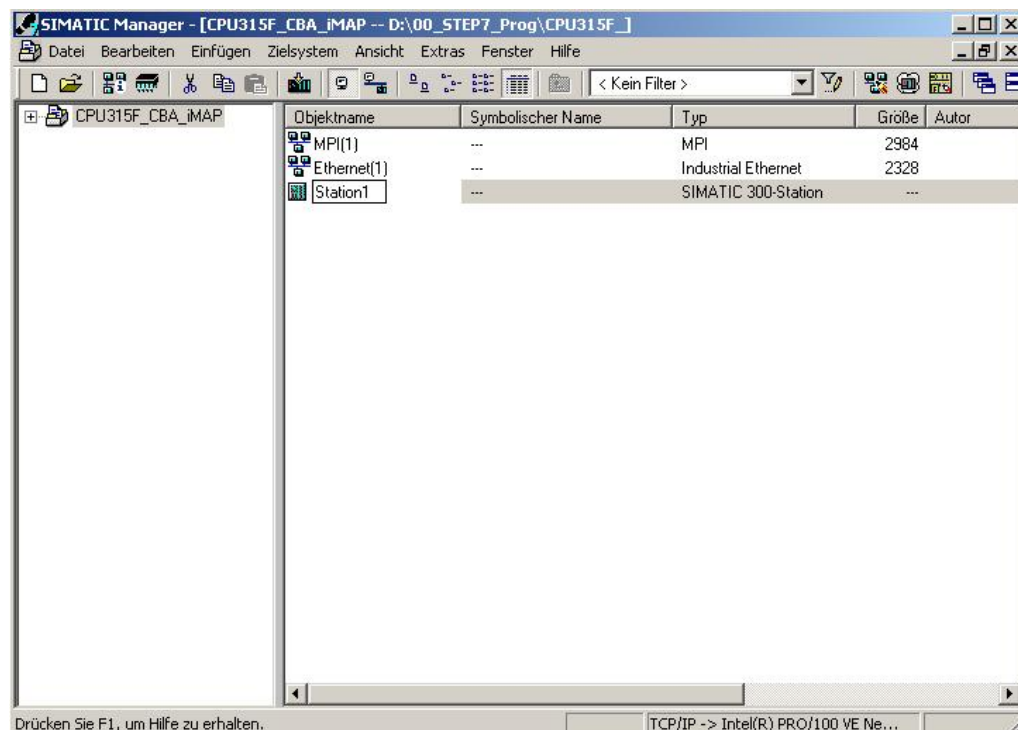 SIMATIC Manager - [CPU315F_CBA_iMAP -- D:\00_STEP7_Prog\CPU315F_]
Datei Bearbeiten Einfügen Zielsystem Ansicht Extras Fenster Hilfe
< Kein Filter >
CPU315F_CBA_iMAP
Objektname Symbolischer Name Typ Größe Autor
MPI(1) --- MPI 2984
Ethernet(1) --- Industrial Ethernet 2328
Station1 --- SIMATIC 300-Station ---
Drücken Sie F1, um Hilfe zu erhalten. TCP/IP -> Intel(R) PRO/100 VE Ne...